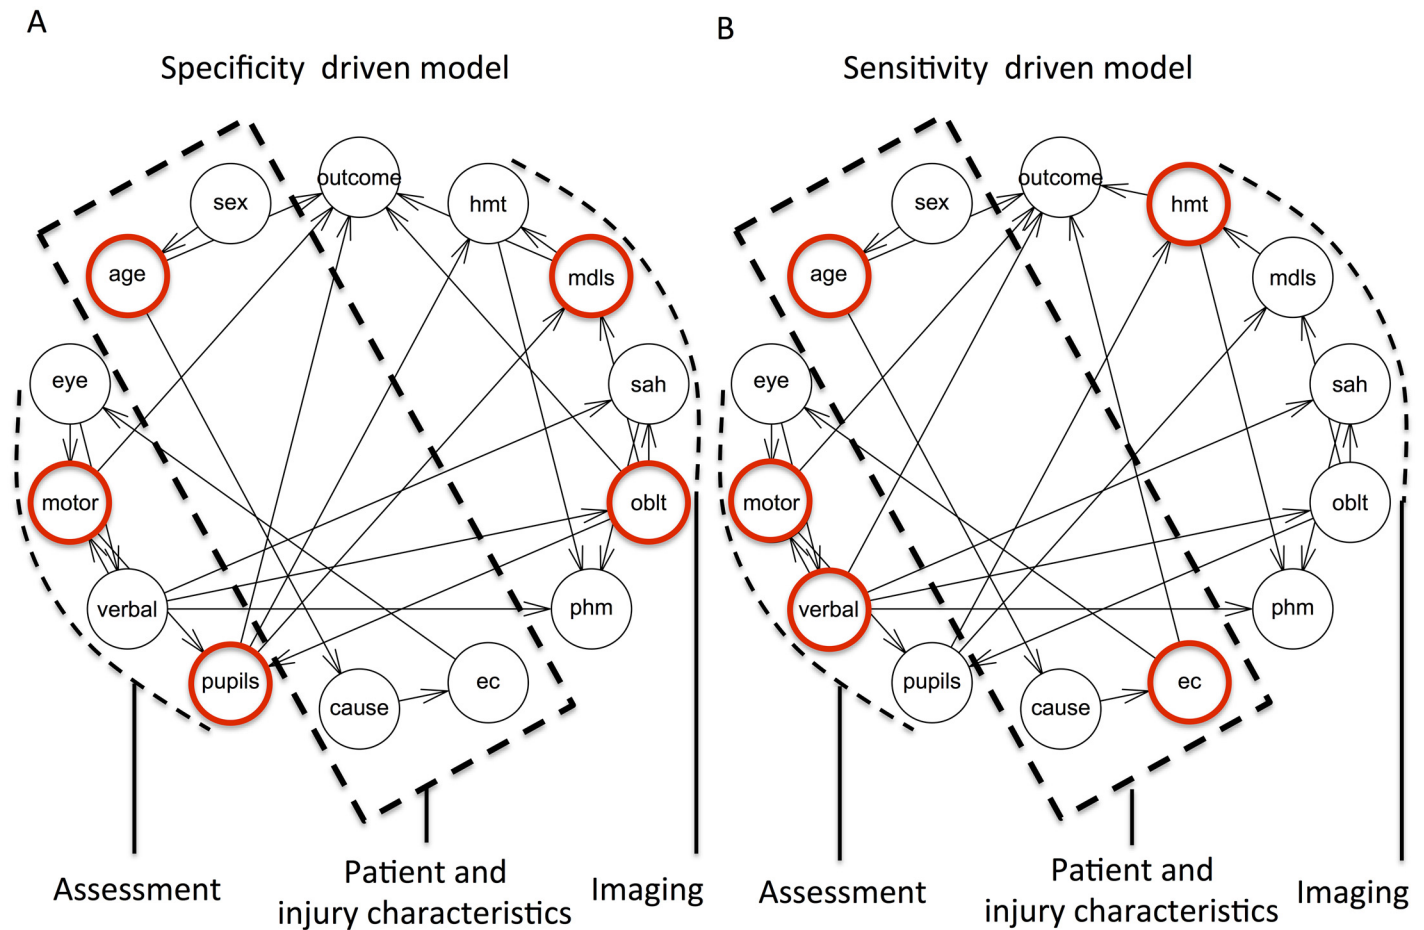 A
Specificity driven model
outcome
sex
hmt
age
mdls
eye
sah
motor
oblt
verbal
phm
pupils
ec
cause
Assessment
Patient and
injury characteristics
Imaging
B
Sensitivity driven model
outcome
sex
hmt
age
mdls
eye
sah
motor
oblt
verbal
phm
pupils
ec
cause
Assessment
Patient and
injury characteristics
Imaging